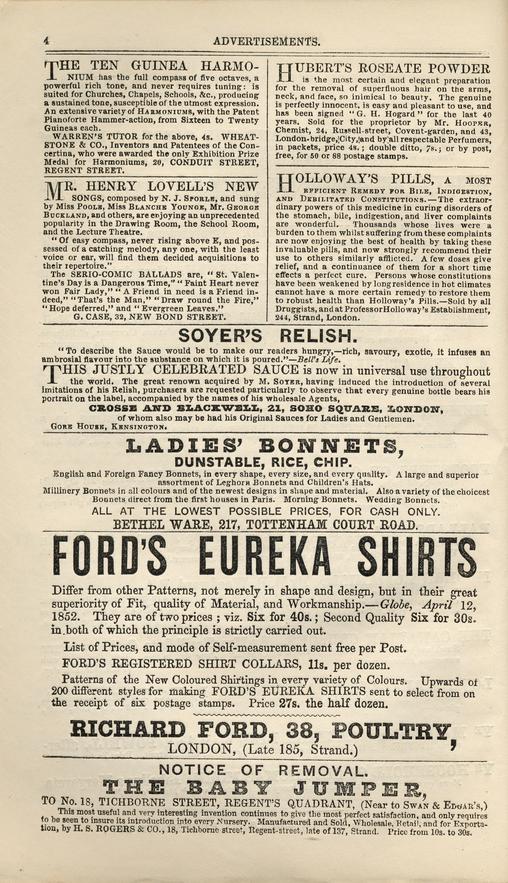 4
ADVERTISEMENTS.
THE TEN GUINEA HARMO-
NIUM has the full compass of five octaves, a
powerful rich tone, and never requires tuning: is
suited for Churches, Chapels, Schools, &c., producing
a sustained tone, susceptible of the utmost expression.
An extensive variety of HARMONIUMS, with the Patent
Pianoforte Hammer-action, from Sixteen to Twenty
Guineas each.
WARREN'S TUTOR for the above, 4s. WHEAT-
STONE & CO., Inventors and Patentees of the Con-
certina, who were awarded the only Exhibition Prize
Medal for Harmoniums, 20, CONDUIT STREET,
REGENT STREET.
MR. HENRY LOVELL'S NEW
SONGS, composed by N. J. SPORLE, and sung
by Miss POOLE, Miss BLANCHE YOUNGE, Mr. GEORGE
BUCKLAND, and others, are enjoying an unprecedented
popularity in the Drawing Room, the School Room,
and the Lecture Theatre.
"Of easy compass, never rising above E, and pos-
sessed of a catching melody, any one, with the least
voice or ear, will find them decided acquisitions to
their repertoire."
The SERIO-COMIC BALLADS are, "St. Valen-
tine's Day is a Dangerous Time," "Faint Heart never
won Fair Lady," "A Friend in need is a Friend in-
deed," "That's the Man," "Draw round the Fire,"
"Hope deferred," and "Evergreen Leaves."
G. CASE, 32, NEW BOND STREET.
HUBERT'S ROSEATE POWDER
is the most certain and elegant preparation
for the removal of superfluous hair on the arms,
neck, and face, so inimical to beauty. The genuine
is perfectly innocent, is easy and pleasant to use, and
has been signed "G. H. Hogard" for the last 40
years. Sold for the proprietor by Mr. HOOPER,
Chemist, 24, Russell-street, Covent-garden, and 43,
London-bridge, City, and by all respectable Perfumers,
in packets, price 4s.; double ditto, 7s.; or by post,
free, for 50 or 88 postage stamps.
HOLLOWAY'S PILLS, A MOST
EFFICIENT REMEDY FOR BILE, INDIGESTION,
AND DEBILITATED CONSTITUTIONS.—The extraor-
dinary powers of this medicine in curing disorders of
the stomach, bile, indigestion, and liver complaints
are wonderful. Thousands whose lives were a
burden to them whilst suffering from these complaints
are now enjoying the best of health by taking these
invaluable pills, and now strongly recommend their
use to others similarly afflicted. A few doses give
relief, and a continuance of them for a short time
effects a perfect cure. Persons whose constitutions
have been weakened by long residence in hot climates
cannot have a more certain remedy to restore them
to robust health than Holloway's Pills.—Sold by all
Druggists, and at Professor Holloway's Establishment,
244, Strand, London.
SOYER'S RELISH.
"To describe the Sauce would be to make our readers hungry,—rich, savoury, exotic, it infuses an
ambrosial flavour into the substance on which it is poured."—Bell's Life.
THIS JUSTLY CELEBRATED SAUCE is now in universal use throughout
the world. The great renown acquired by M. SOYER, having induced the introduction of several
imitations of his Relish, purchasers are requested particularly to observe that every genuine bottle bears his
portrait on the label, accompanied by the names of his wholesale Agents,
CROSSE AND BLACKWELL, 21, SOHO SQUARE, LONDON,
of whom also may be had his Original Sauces for Ladies and Gentlemen.
GORE HOUSE, KENSINGTON.
LADIES' BONNETS,
DUNSTABLE, RICE, CHIP.
English and Foreign Fancy Bonnets, in every shape, every size, and every quality. A large and superior
assortment of Leghorn Bonnets and Children's Hats.
Millinery Bonnets in all colours and of the newest designs in shape and material. Also a variety of the choicest
Bonnets direct from the first houses in Paris. Morning Bonnets. Wedding Bonnets.
ALL AT THE LOWEST POSSIBLE PRICES, FOR CASH ONLY.
BETHEL WARE, 217, TOTTENHAM COURT ROAD.
FORD'S EUREKA SHIRTS
Differ from other Patterns, not merely in shape and design, but in their great
superiority of Fit, quality of Material, and Workmanship.—Globe, April 12,
1852. They are of two prices; viz. Six for 40s.; Second Quality Six for 30s.
in both of which the principle is strictly carried out.
List of Prices, and mode of Self-measurement sent free per Post.
FORD'S REGISTERED SHIRT COLLARS, 11s. per dozen.
Patterns of the New Coloured Shirtings in every variety of Colours. Upwards of
200 different styles for making FORD'S EUREKA SHIRTS sent to select from on
the receipt of six postage stamps. Price 27s. the half dozen.
RICHARD FORD, 38, POULTRY,
LONDON, (Late 185, Strand.)
NOTICE OF REMOVAL.
THE BABY JUMPER,
TO No. 18, TICHBORNE STREET, REGENT'S QUADRANT, (Near to SWAN & EDGAR'S,)
This most useful and very interesting invention continues to give the most perfect satisfaction, and only requires
to be seen to insure its introduction into every Nursery. Manufactured and Sold, Wholesale, Retail, and for Exporta-
tion, by H. S. ROGERS & CO., 18, Tichborne street, Regent-street, late of 137, Strand. Price from 10s. to 30s.